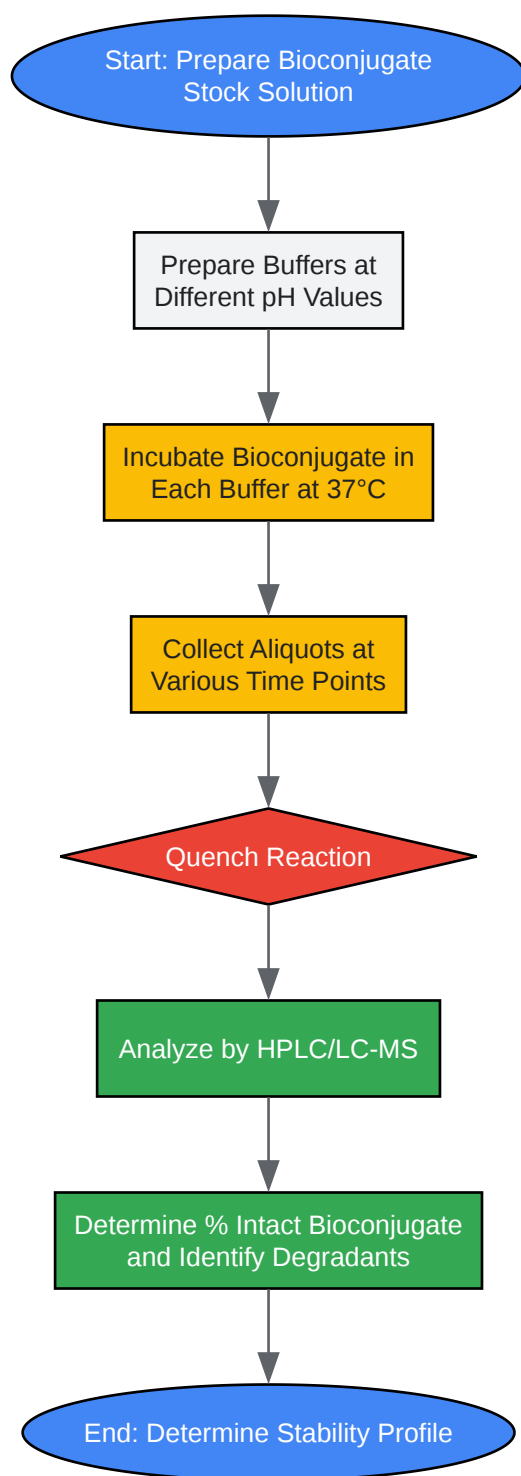 Start: Prepare Bioconjugate
Stock Solution
Prepare Buffers at
Different pH Values
Incubate Bioconjugate in
Each Buffer at 37°C
Collect Aliquots at
Various Time Points
Quench Reaction
Analyze by HPLC/LC-MS
Determine % Intact Bioconjugate
and Identify Degradants
End: Determine Stability Profile